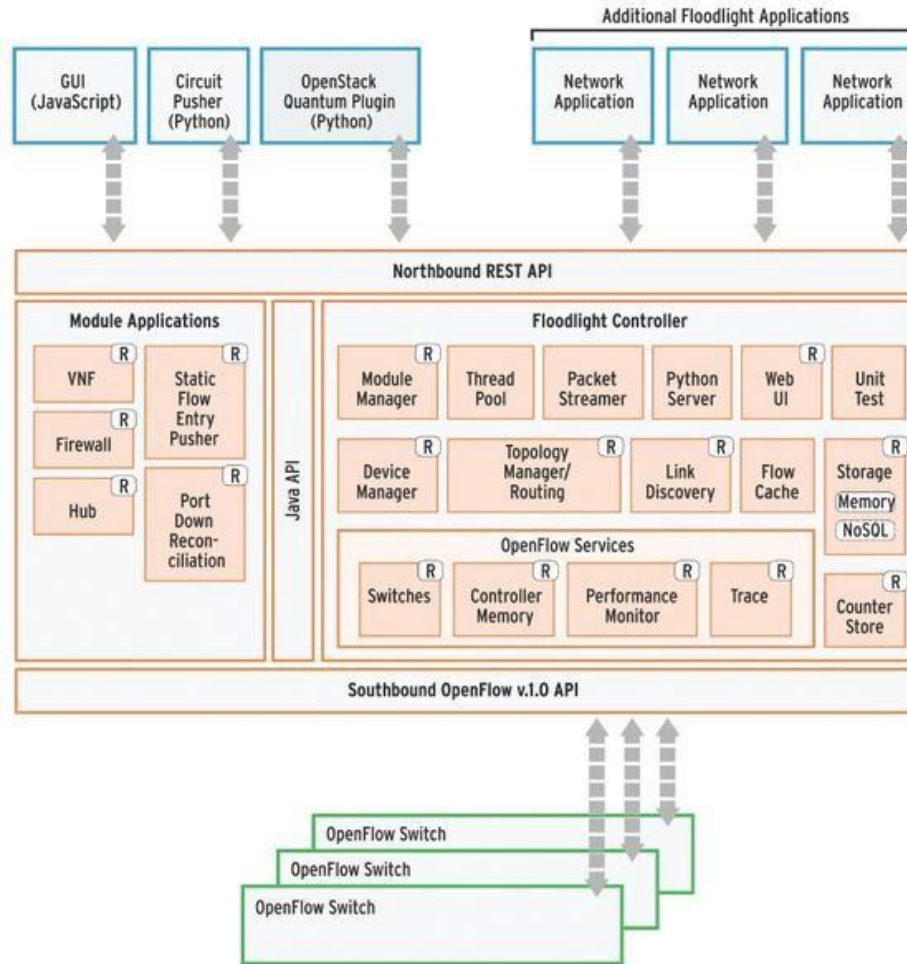 Additional Floodlight Applications
GUI
(JavaScript)
Circuit
Pusher
(Python)
OpenStack
Quantum Plugin
(Python)
Network
Application
Network
Application
Network
Application
Northbound REST API
Module Applications
R
VNF
R
Firewall
R
Hub
R
Static
Flow
Entry
Pusher
R
Port
Down
Recon-
ciliation
Java API
Floodlight Controller
R
Module
Manager
Thread
Pool
Packet
Streamer
Python
Server
R
Web
UI
Unit
Test
R
Device
Manager
R
Topology
Manager/
Routing
R
Link
Discovery
Flow
Cache
R
Storage
Memory
NoSQL
OpenFlow Services
R
Switches
R
Controller
Memory
R
Performance
Monitor
R
Trace
R
Counter
Store
Southbound OpenFlow v.1.0 API
OpenFlow Switch
OpenFlow Switch
OpenFlow Switch